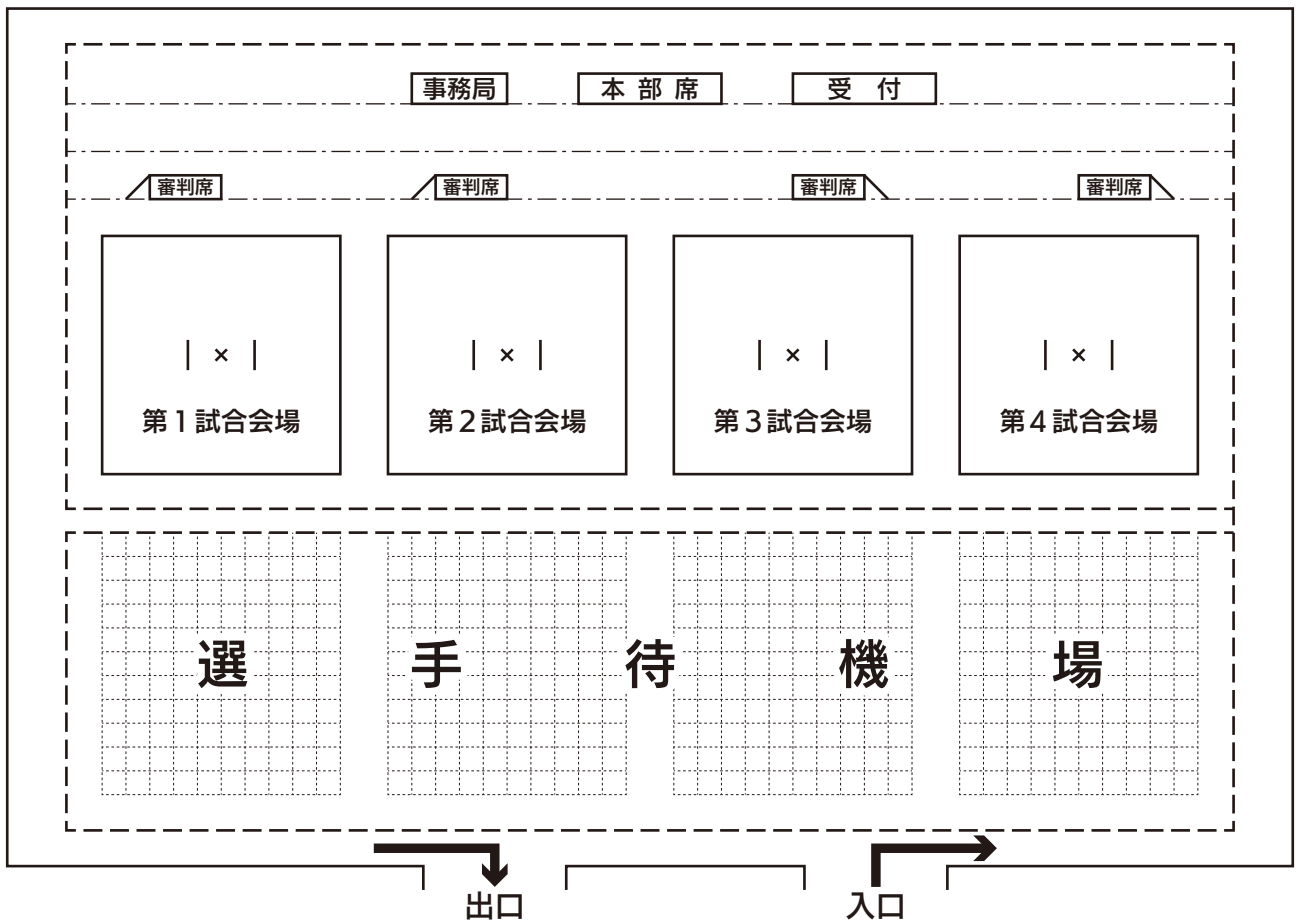 事務局 本部席 受付
審判席 審判席 審判席 審判席
| × | | × | | × | | × |
第1試合会場 第2試合会場 第3試合会場 第4試合会場
選手待機場
出口 入口